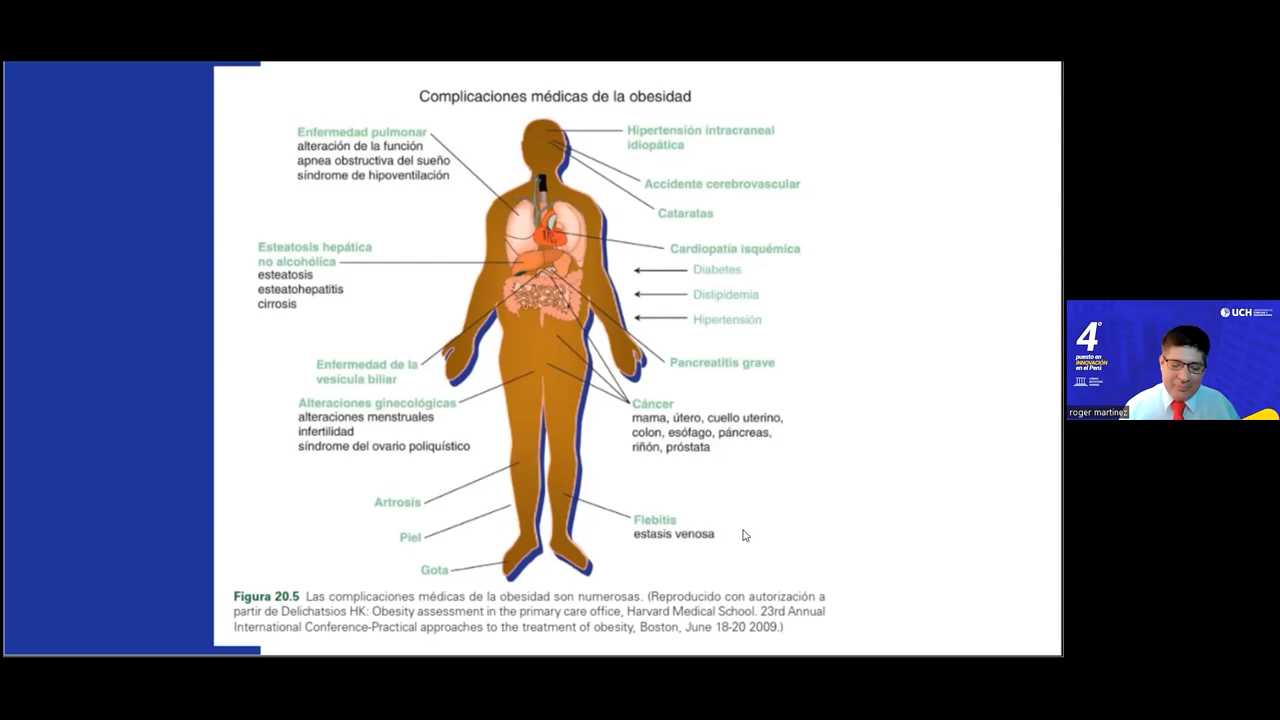 Complicaciones médicas de la obesidad
Enfermedad pulmonar
alteración de la función
apnea obstructiva del sueño
síndrome de hipoventilación
Esteatosis hepática
no alcohólica
esteatosis
esteatohepatitis
cirrosis
Enfermedad de la
vesícula biliar
Alteraciones ginecológicas
alteraciones menstruales
infertilidad
síndrome del ovario poliquístico
Artrosis
Piel
Gota
Hipertensión intracraneal
idiopática
Accidente cerebrovascular
Cataratas
Cardiopatía isquémica
Diabetes
Dislipidemia
Hipertensión
Pancreatitis grave
Cáncer
mama, útero, cuello uterino,
colon, esófago, páncreas,
riñón, próstata
Flebitis
estasis venosa
Figura 20.5 Las complicaciones médicas de la obesidad son numerosas. (Reproducido con autorización a
partir de Delichatsios HK: Obesity assessment in the primary care office, Harvard Medical School. 23rd Annual
International Conference-Practical approaches to the treatment of obesity, Boston, June 18-20 2009.)
UCH
4°
puesto en
INNOVACIÓN
en el Perú
roger martinez